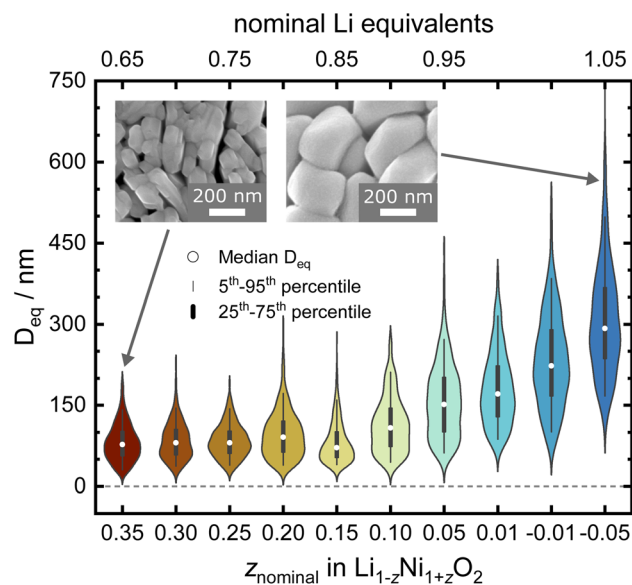 nominal Li equivalents
0.65 0.75 0.85 0.95 1.05
750
600
450
300
150
0
D_eq / nm
200 nm
200 nm
Median D_eq
5th-95th percentile
25th-75th percentile
0.35 0.30 0.25 0.20 0.15 0.10 0.05 0.01 -0.01 -0.05
z_nominal in Li_1-zNi_1+zO_2